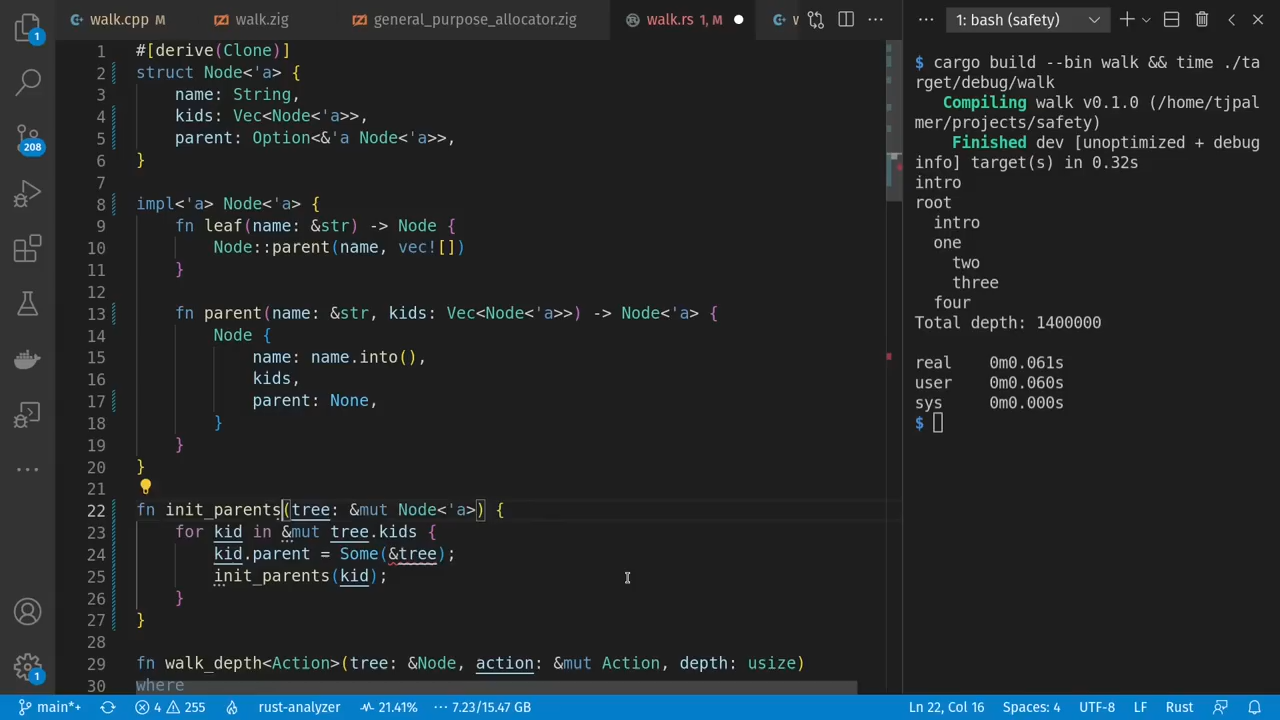 walk.cpp M walk.zig general_purpose_allocator.zig walk.rs 1, M w
1 #[derive(Clone)]
2 struct Node<'a> {
3 name: String,
4 kids: Vec<Node<'a>>,
5 parent: Option<&'a Node<'a>>,
6 }
7
8 impl<'a> Node<'a> {
9 fn leaf(name: &str) -> Node {
10 Node::parent(name, vec![])
11 }
12
13 fn parent(name: &str, kids: Vec<Node<'a>>) -> Node<'a> {
14 Node {
15 name: name.into(),
16 kids,
17 parent: None,
18 }
19 }
20 }
21
22 fn init_parents(tree: &mut Node<'a>) {
23 for kid in &mut tree.kids {
24 kid.parent = Some(&tree);
25 init_parents(kid);
26 }
27 }
28
29 fn walk_depth<Action>(tree: &Node, action: &mut Action, depth: usize)
30 where
1: bash (safety)
$ cargo build --bin walk && time ./ta
rget/debug/walk
Compiling walk v0.1.0 (/home/tjpal
mer/projects/safety)
Finished dev [unoptimized + debug
info] target(s) in 0.32s
intro
root
intro
one
two
three
four
Total depth: 1400000
real 0m0.061s
user 0m0.060s
sys 0m0.000s
$
1
208
1
main*+ 4 255 rust-analyzer 21.41% 7.23/15.47 GB Ln 22, Col 16 Spaces: 4 UTF-8 LF Rust